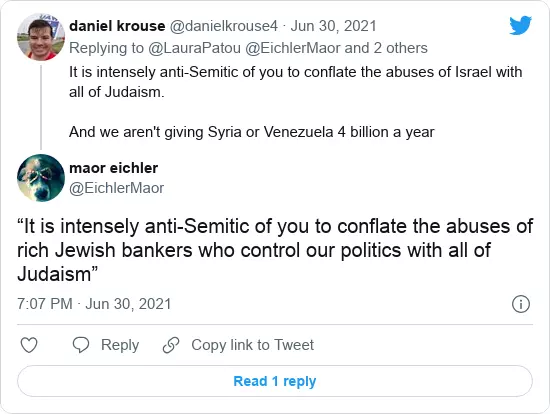 daniel krouse @danielkrouse4 · Jun 30, 2021
Replying to @LauraPatou @EichlerMaor and 2 others
It is intensely anti-Semitic of you to conflate the abuses of Israel with
all of Judaism.
And we aren't giving Syria or Venezuela 4 billion a year
maor eichler
@EichlerMaor
“It is intensely anti-Semitic of you to conflate the abuses of
rich Jewish bankers who control our politics with all of
Judaism”
7:07 PM · Jun 30, 2021
Reply
Copy link to Tweet
Read 1 reply